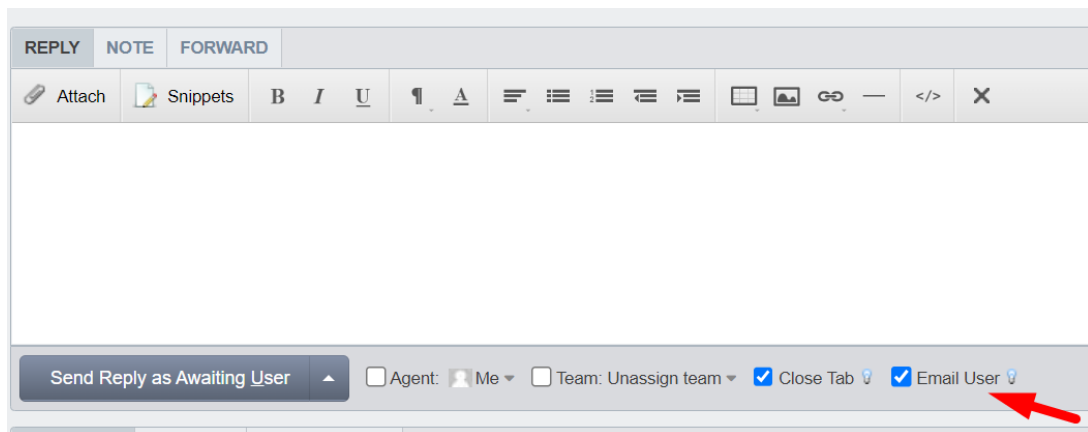 REPLY NOTE FORWARD
Attach Snippets B I U ¶ A </>
Send Reply as Awaiting User Agent: Me Team: Unassign team Close Tab Email User